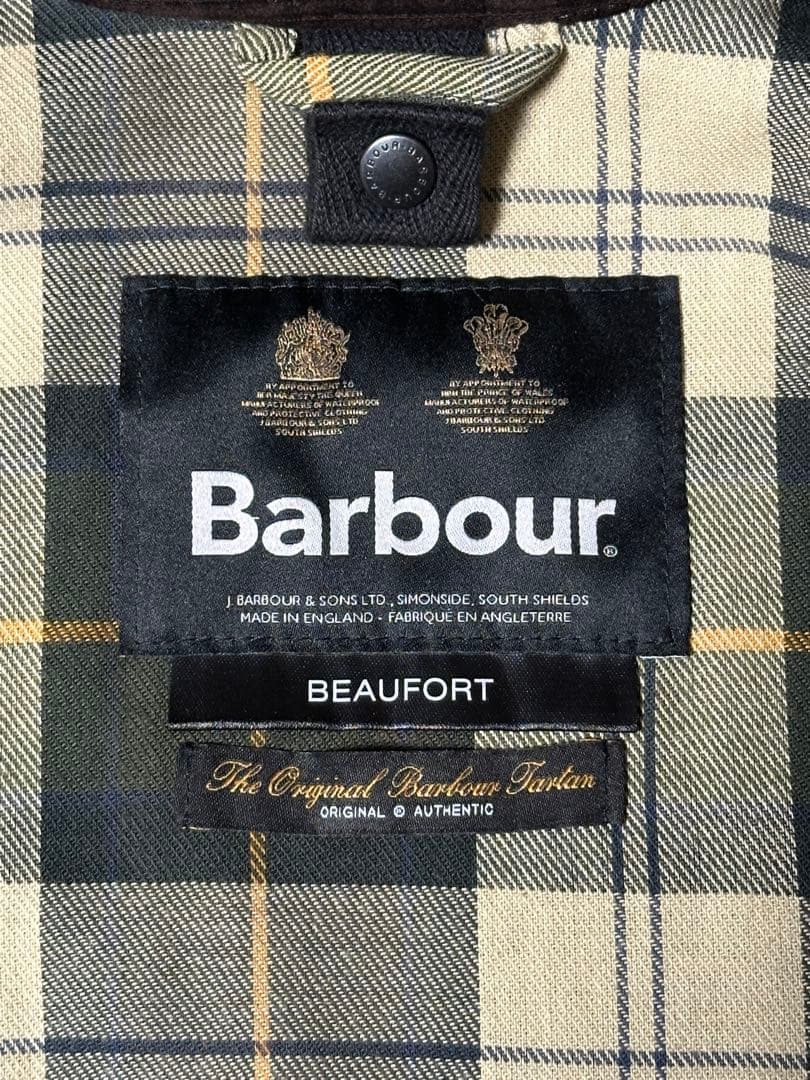 BARBOUR·BARBOUR
BY APPOINTMENT TO
HER MAJESTY THE QUEEN
MANUFACTURERS OF WATERPROOF
AND PROTECTIVE CLOTHING
J BARBOUR & SONS LTD
SOUTH SHIELDS
BY APPOINTMENT TO
HRH THE PRINCE OF WALES
MANUFACTURERS OF WATERPROOF
AND PROTECTIVE CLOTHING
J BARBOUR & SONS LTD
SOUTH SHIELDS
Barbour®
J. BARBOUR & SONS LTD., SIMONSIDE, SOUTH SHIELDS
MADE IN ENGLAND - FABRIQUÉ EN ANGLETERRE
BEAUFORT
The Original Barbour Tartan
ORIGINAL ® AUTHENTIC